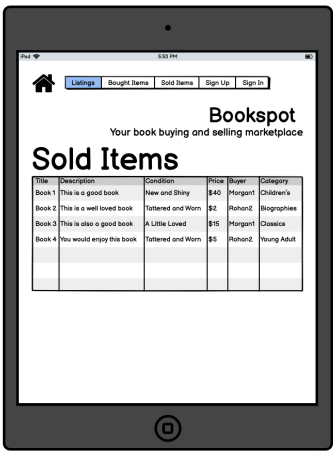 iPad 5:53 PM
Listings Bought Items Sold Items Sign Up Sign In
Bookspot
Your book buying and selling marketplace
Sold Items
Title Description Condition Price Buyer Category
Book 1 This is a good book New and Shiny $40 Morgan1 Children's
Book 2 This is a well loved book Tattered and Worn $2 Rohan2 Biographies
Book 3 This is also a good book A Little Loved $15 Morgan1 Classics
Book 4 You would enjoy this book Tattered and Worn $5 Rohan2 Young Adult